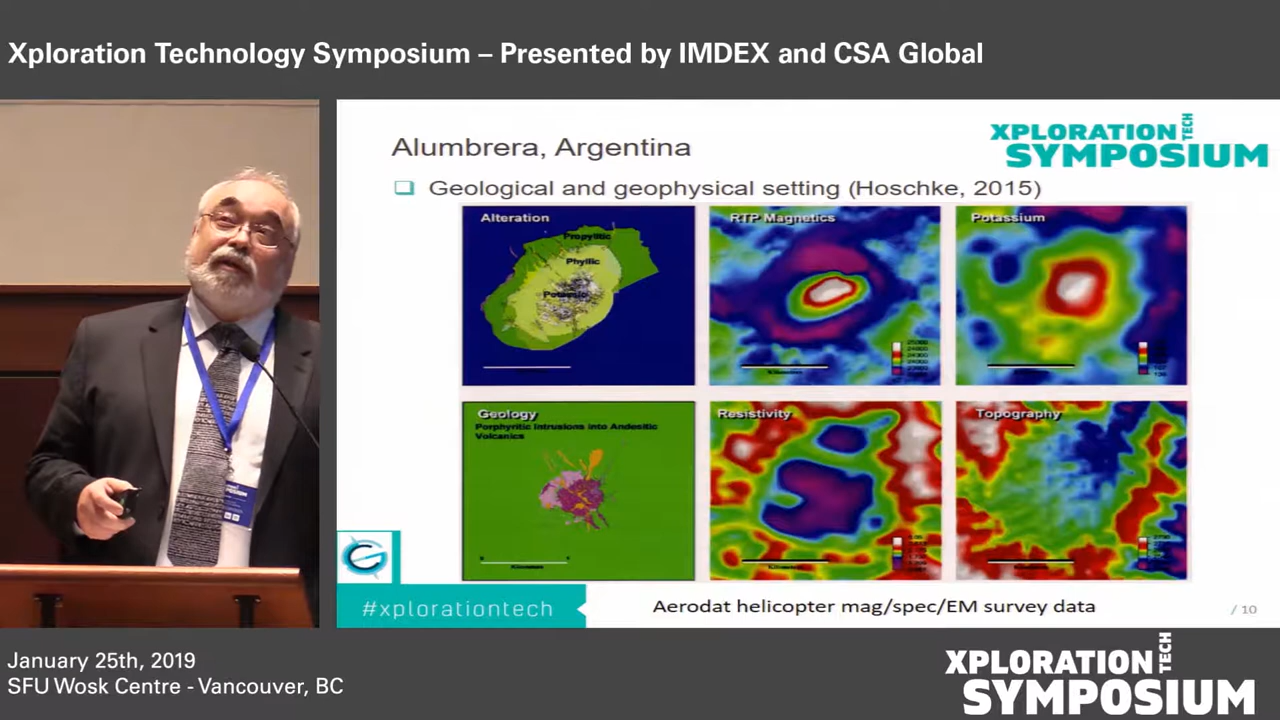 Xploration Technology Symposium – Presented by IMDEX and CSA Global
XPLORATION TECH
SYMPOSIUM
Alumbrera, Argentina
Geological and geophysical setting (Hoschke, 2015)
Alteration
Propylitic
Phyllic
Potassic
RTP Magnetics
Potassium
Geology
Porphyritic Intrusions into Andesitic
Volcanics
Resistivity
Topography
#xplorationtech
Aerodat helicopter mag/spec/EM survey data
/ 10
January 25th, 2019
SFU Wosk Centre - Vancouver, BC
XPLORATION TECH
SYMPOSIUM